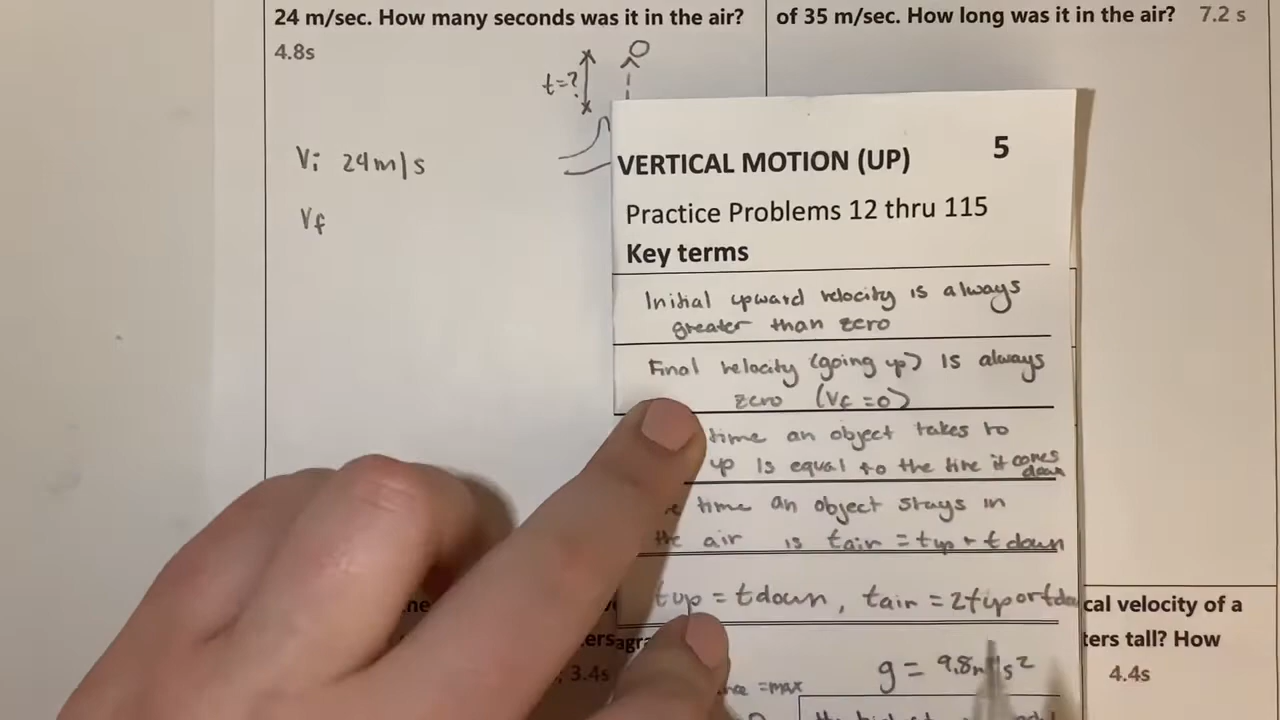 24 m/sec. How many seconds was it in the air?
4.8s
t=?
Vi 24m/s
Vf
of 35 m/sec. How long was it in the air? 7.2 s
VERTICAL MOTION (UP) 5
Practice Problems 12 thru 115
Key terms
Initial upward velocity is always
greater than zero
Final velocity (going up) is always
zero (Vf =0)
time an object takes to
up is equal to the time it comes
down
time an object stays in
the air is tair = tup + t down
tup = tdown, tair = 2tup or
g = 9.8m/s²
=max
3.4s
cal velocity of a
ters tall? How
4.4s